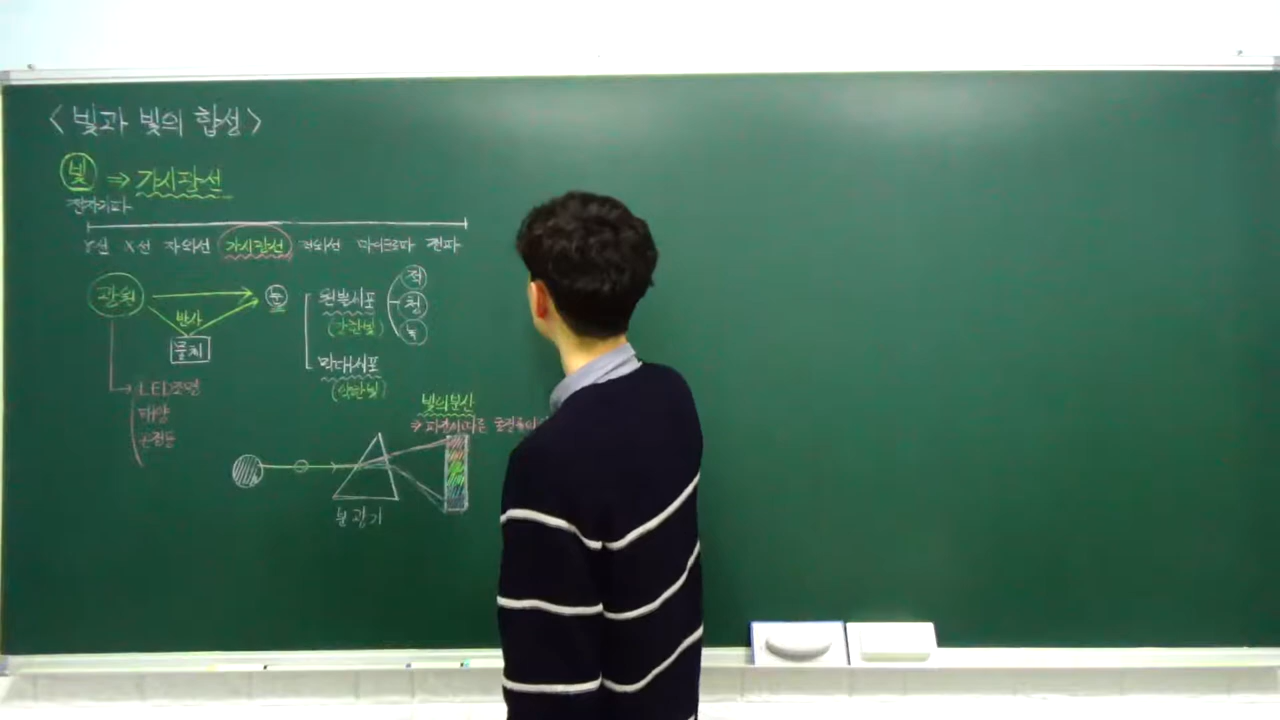 <빛과 빛의 합성>
빛 ⇒ 가시광선
전자기파
γ선 X선 자외선 가시광선 적외선 마이크로파 전파
광원 반사 물체 눈
원뿔세포
(강한빛)
적
청
녹
막대세포
(약한빛)
LED조명
태양
빛의분산
분광기